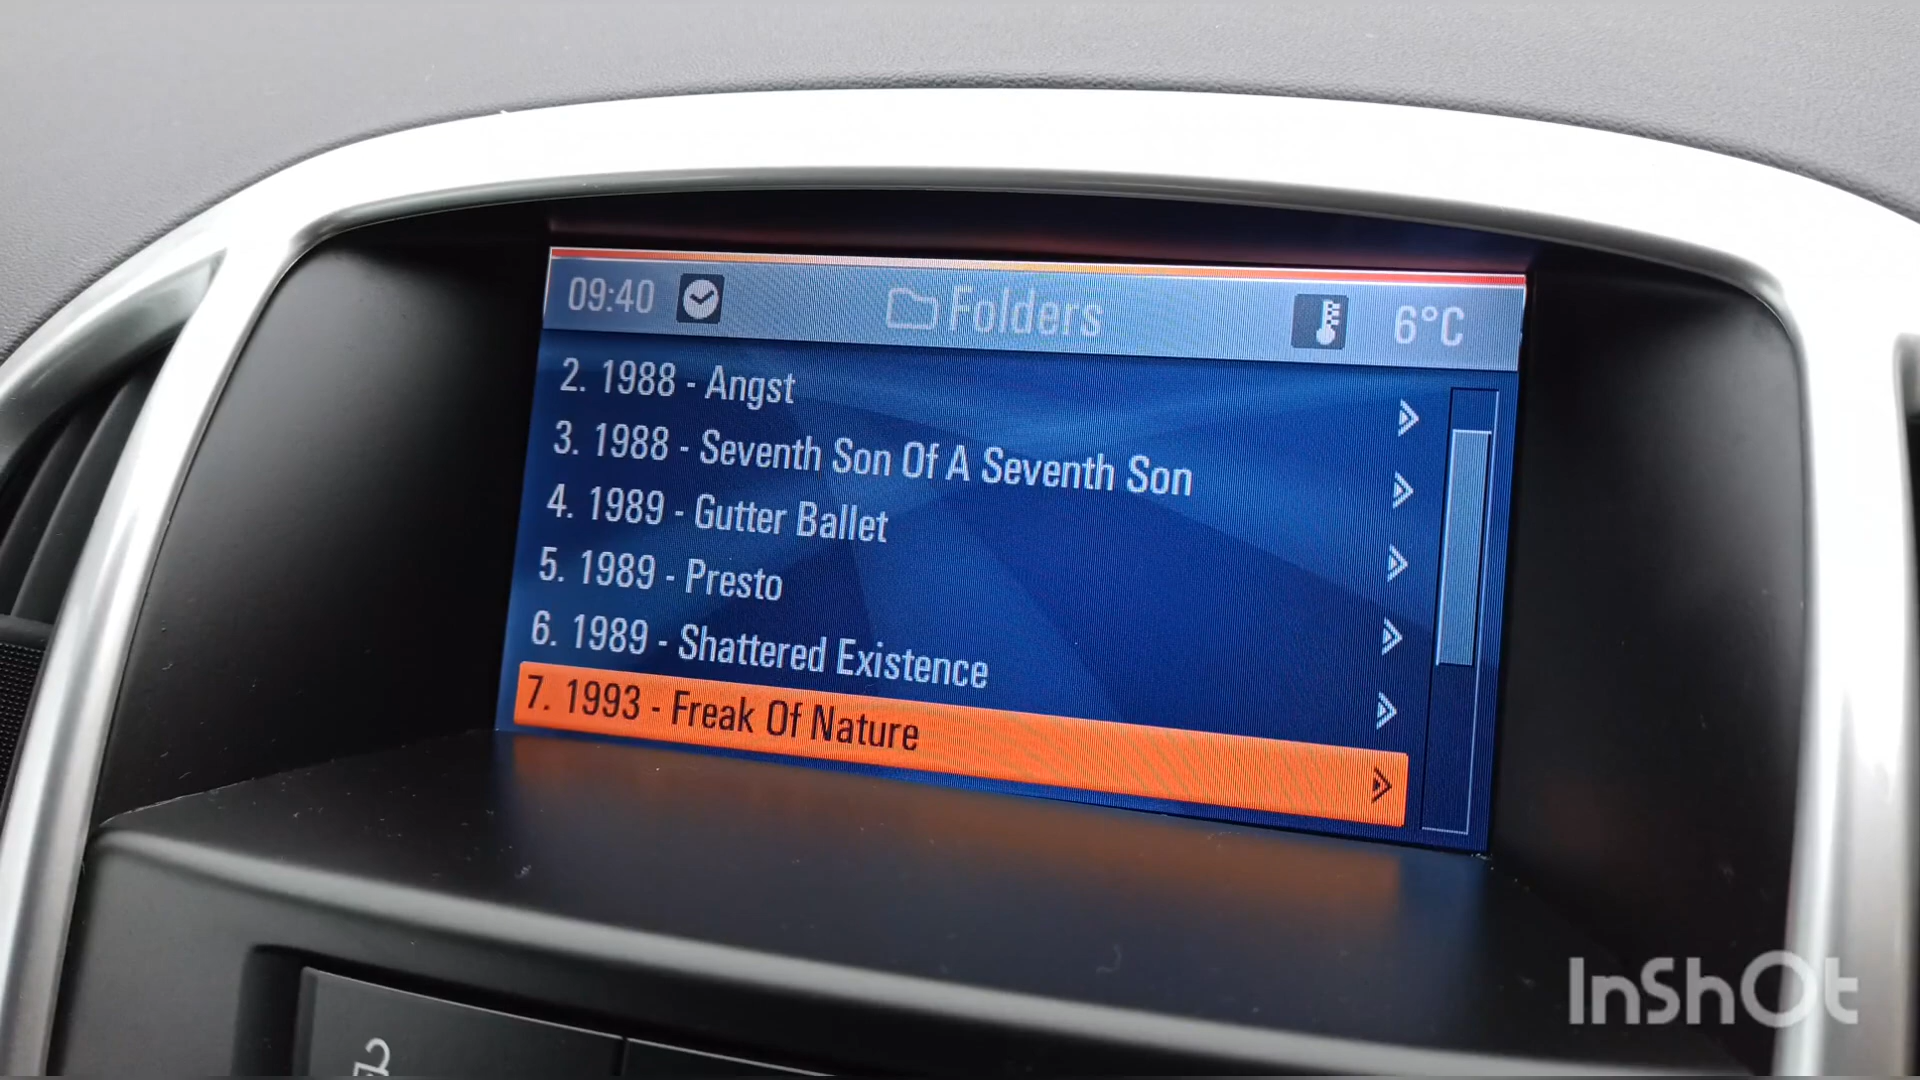 09:40 Folders 6°C
2. 1988 - Angst
3. 1988 - Seventh Son Of A Seventh Son
4. 1989 - Gutter Ballet
5. 1989 - Presto
6. 1989 - Shattered Existence
7. 1993 - Freak Of Nature
InShOt